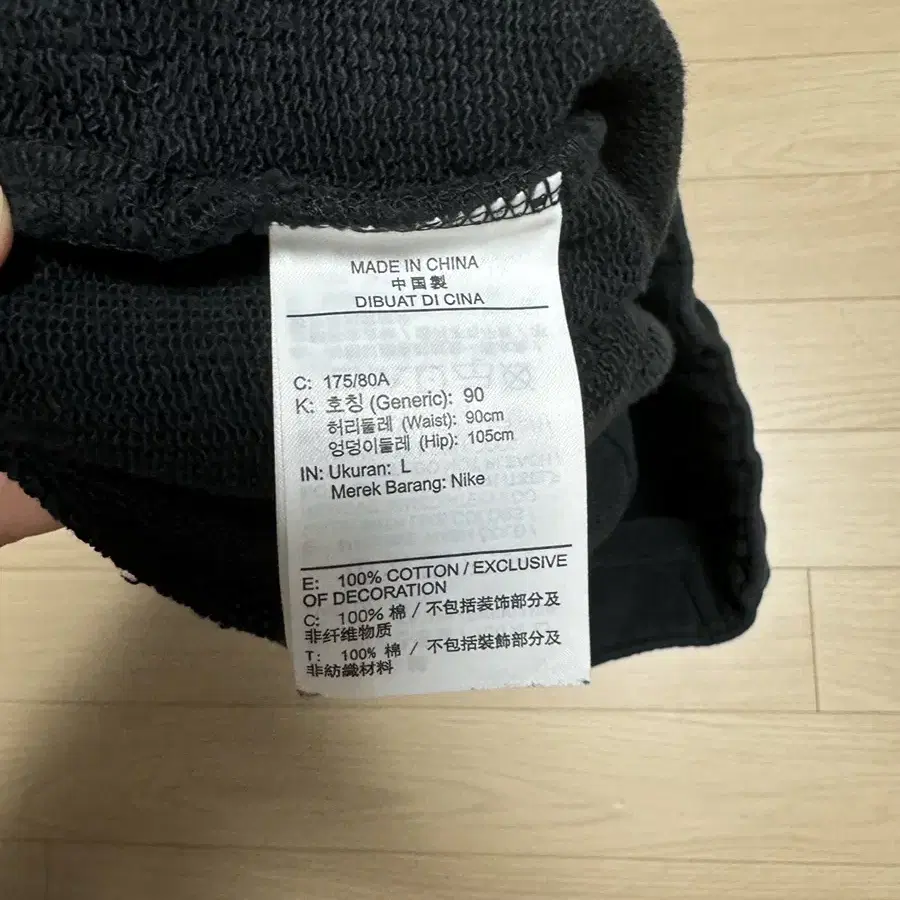 MADE IN CHINA
中国製
DIBUAT DI CINA
C: 175/80A
K: 호칭 (Generic): 90
허리둘레 (Waist): 90cm
엉덩이둘레 (Hip): 105cm
IN: Ukuran: L
Merek Barang: Nike
E: 100% COTTON / EXCLUSIVE
OF DECORATION
C: 100% 棉 / 不包括装饰部分及
非纤维物质
T: 100% 棉 / 不包括裝飾部分及
非紡織材料